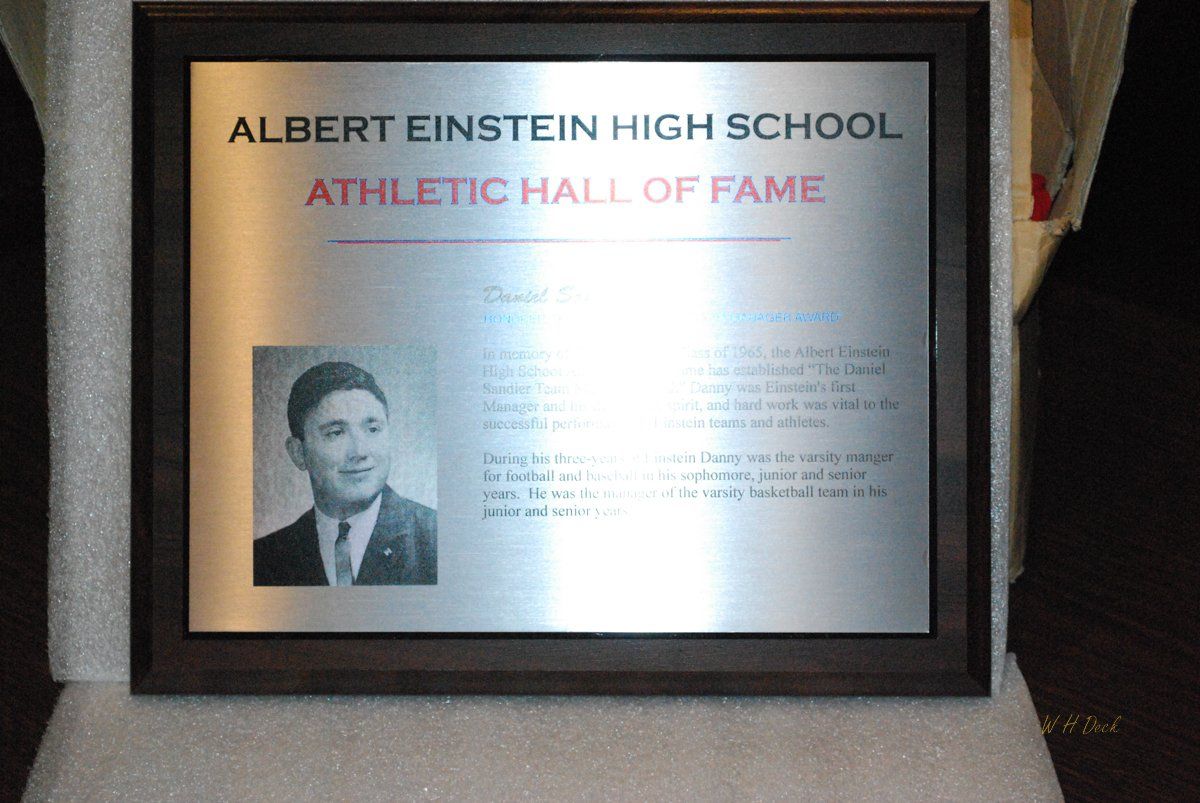 ALBERT EINSTEIN HIGH SCHOOL
ATHLETIC HALL OF FAME
Daniel
MANAGER AWARD
In memory of class of 1965, the Albert Einstein
High School has established "The Daniel
Sandler Team Danny was Einstein's first
Manager and his spirit, and hard work was vital to the
successful Einstein teams and athletes.
During his three-years Einstein Danny was the varsity manger
for football and baseball in his sophomore, junior and senior
years. He was the manager of the varsity basketball team in his
junior and senior years
W H Deck